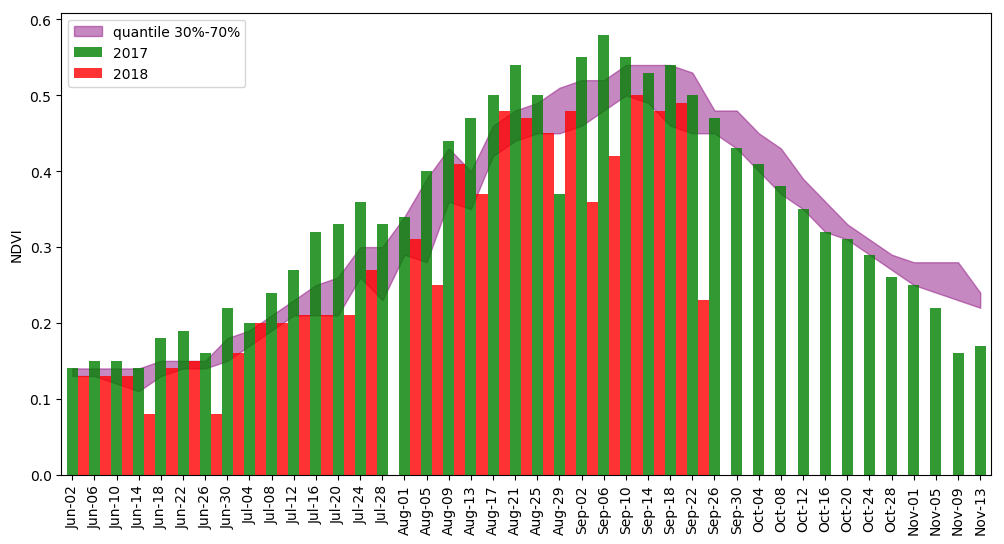 quantile 30%-70%
2017
2018
NDVI
0.6
0.5
0.4
0.3
0.2
0.1
0.0
Jun-02
Jun-06
Jun-10
Jun-14
Jun-18
Jun-22
Jun-26
Jun-30
Jul-04
Jul-08
Jul-12
Jul-16
Jul-20
Jul-24
Jul-28
Aug-01
Aug-05
Aug-09
Aug-13
Aug-17
Aug-21
Aug-25
Aug-29
Sep-02
Sep-06
Sep-10
Sep-14
Sep-18
Sep-22
Sep-26
Sep-30
Oct-04
Oct-08
Oct-12
Oct-16
Oct-20
Oct-24
Oct-28
Nov-01
Nov-05
Nov-09
Nov-13